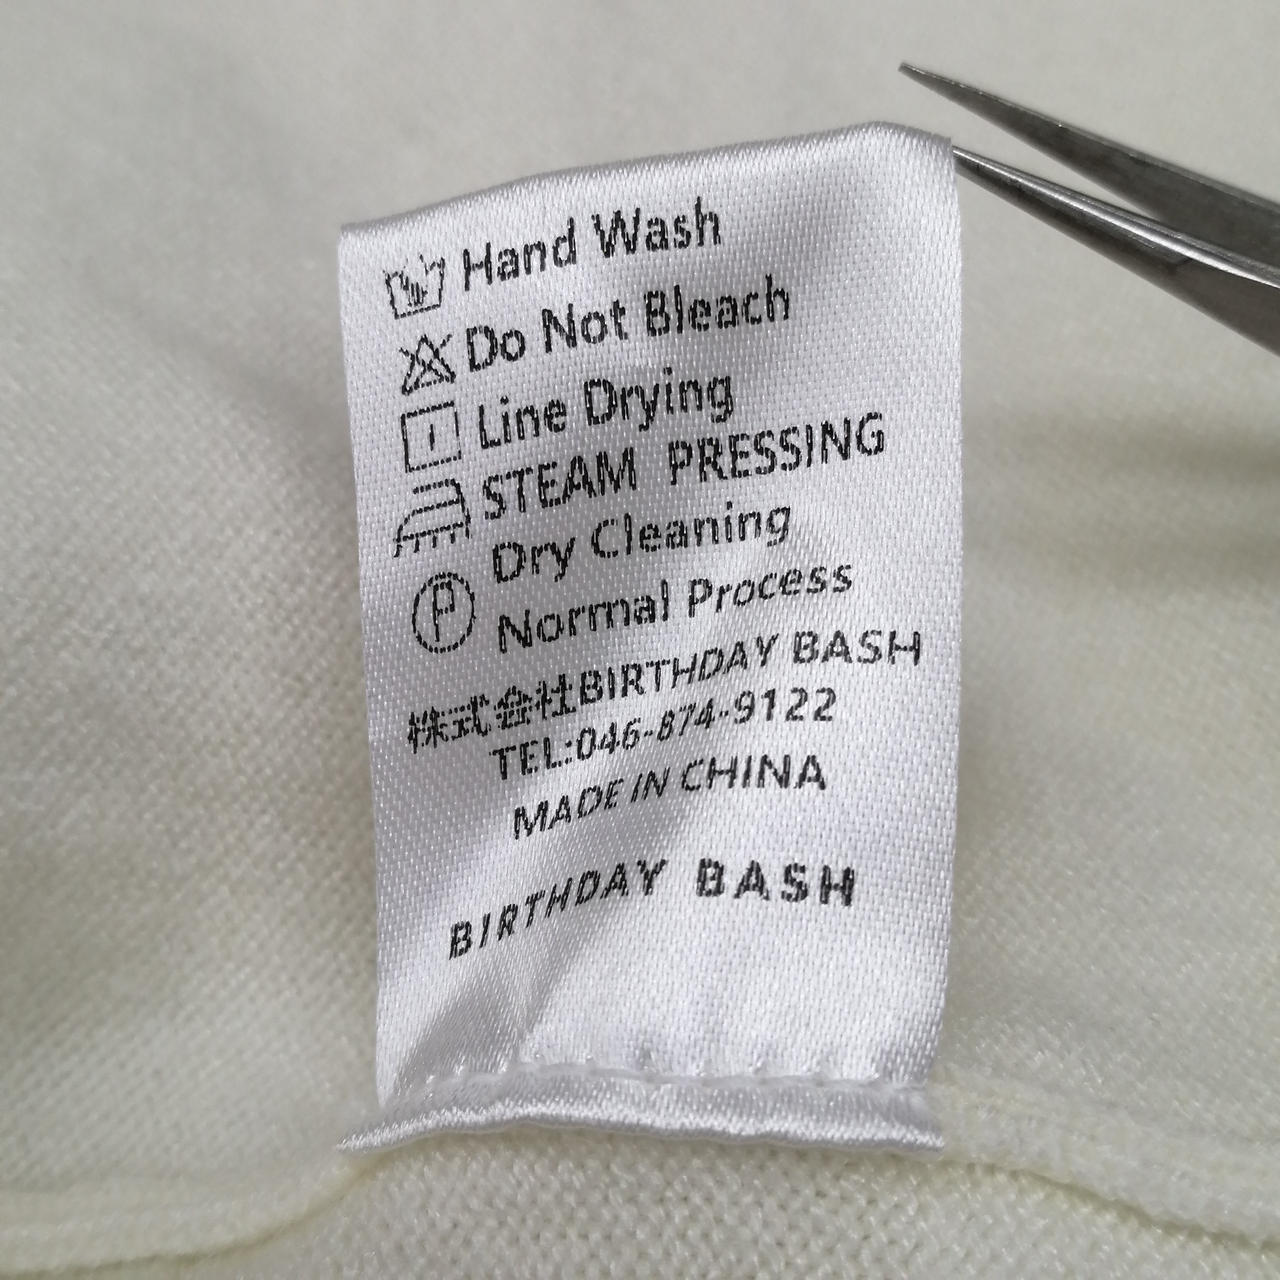 Hand Wash
Do Not Bleach
Line Drying
STEAM PRESSING
Dry Cleaning
P Normal Process
株式会社BIRTHDAY BASH
TEL:046-874-9122
MADE IN CHINA
BIRTHDAY BASH